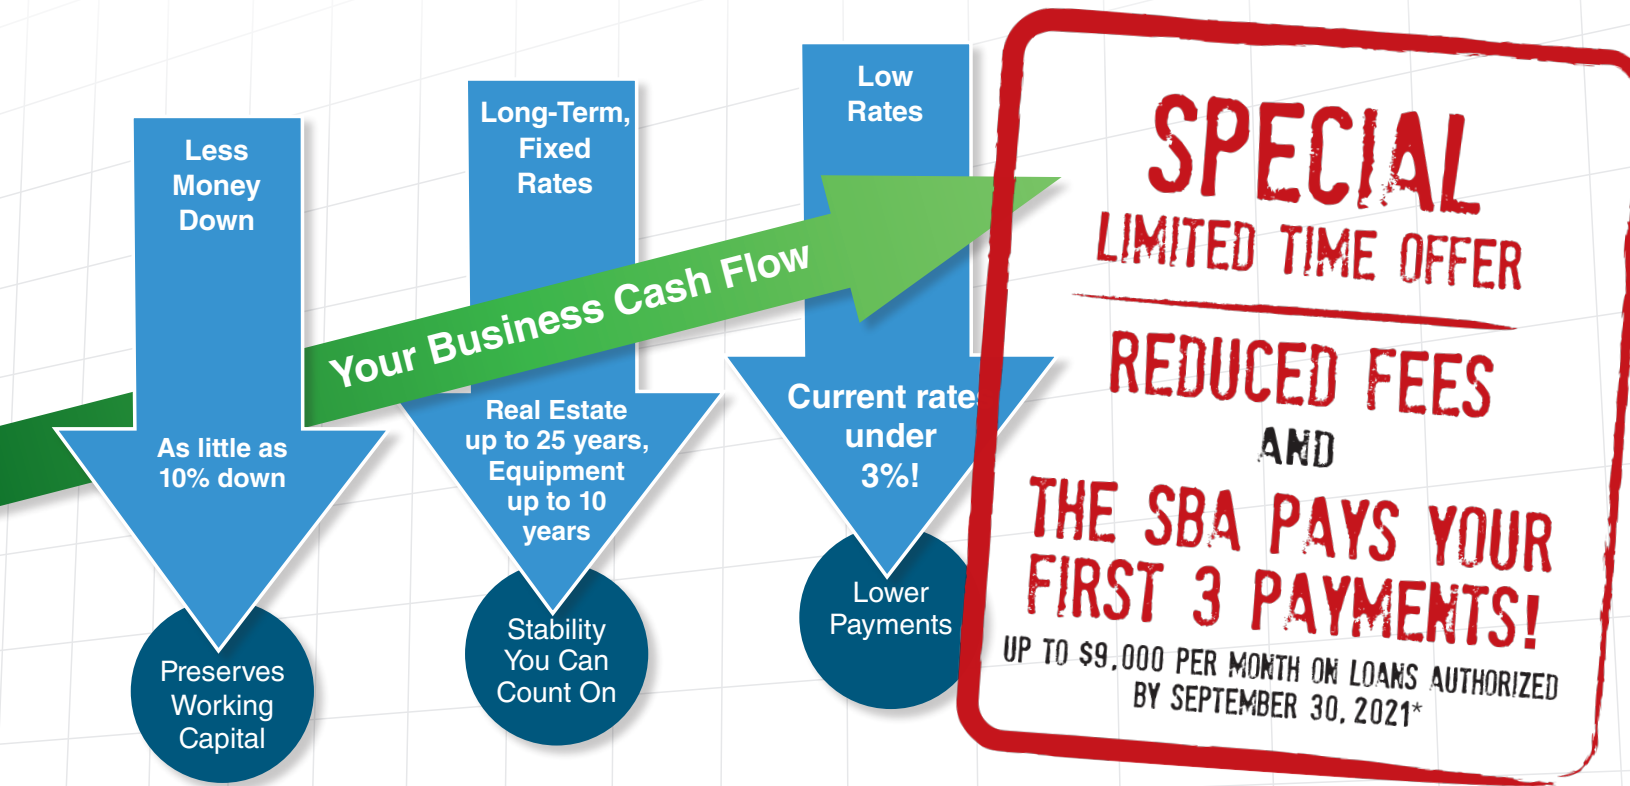 Less
Money
Down
As little as
10% down
Preserves
Working
Capital
Long-Term,
Fixed
Rates
Real Estate
up to 25 years,
Equipment
up to 10
years
Stability
You Can
Count On
Low
Rates
Current rates
under
3%!
Lower
Payments
Your Business Cash Flow
SPECIAL
LIMITED TIME OFFER
REDUCED FEES
AND
THE SBA PAYS YOUR
FIRST 3 PAYMENTS!
UP TO $9,000 PER MONTH ON LOANS AUTHORIZED
BY SEPTEMBER 30, 2021*